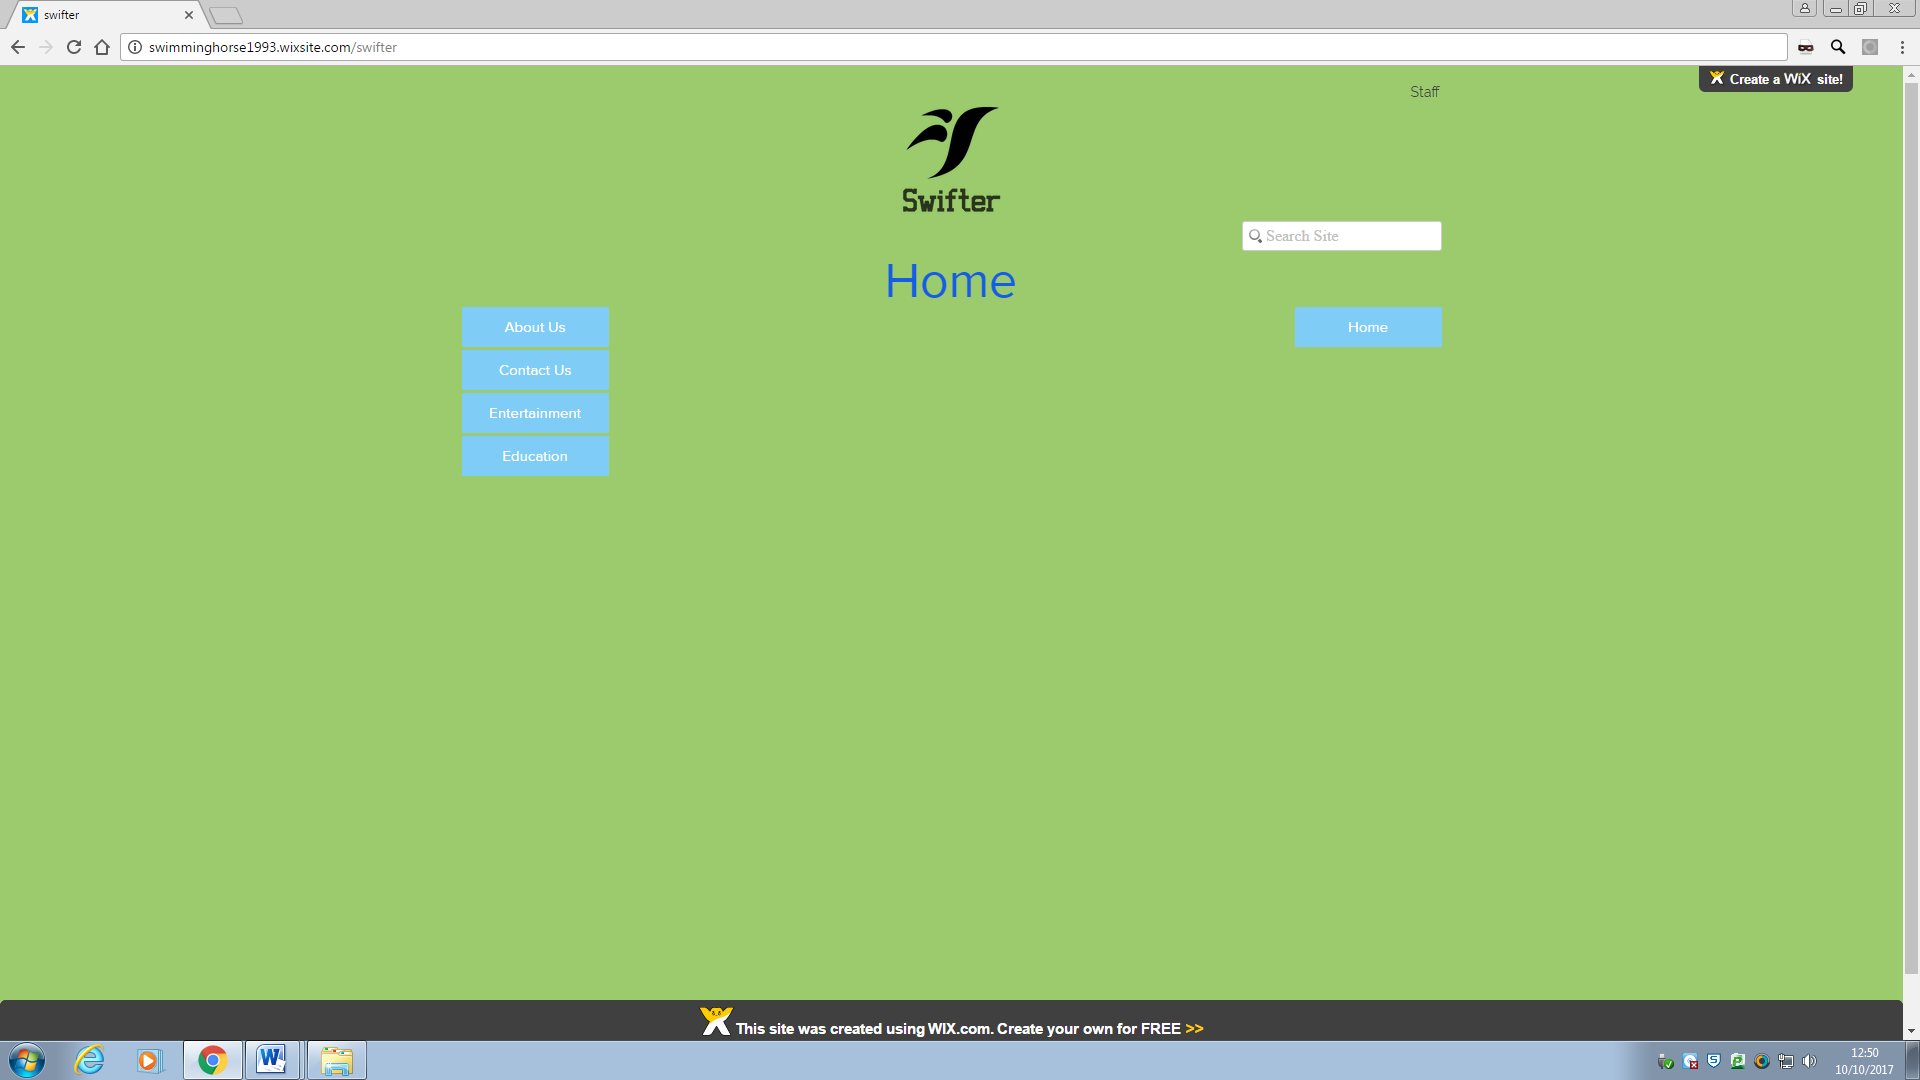 swifter
swimminghorse1993.wixsite.com/swifter
Create a WiX site!
Staff
Swifter
Search Site
Home
About Us
Home
Contact Us
Entertainment
Education
This site was created using WIX.com. Create your own for FREE >>
12:50
10/10/2017